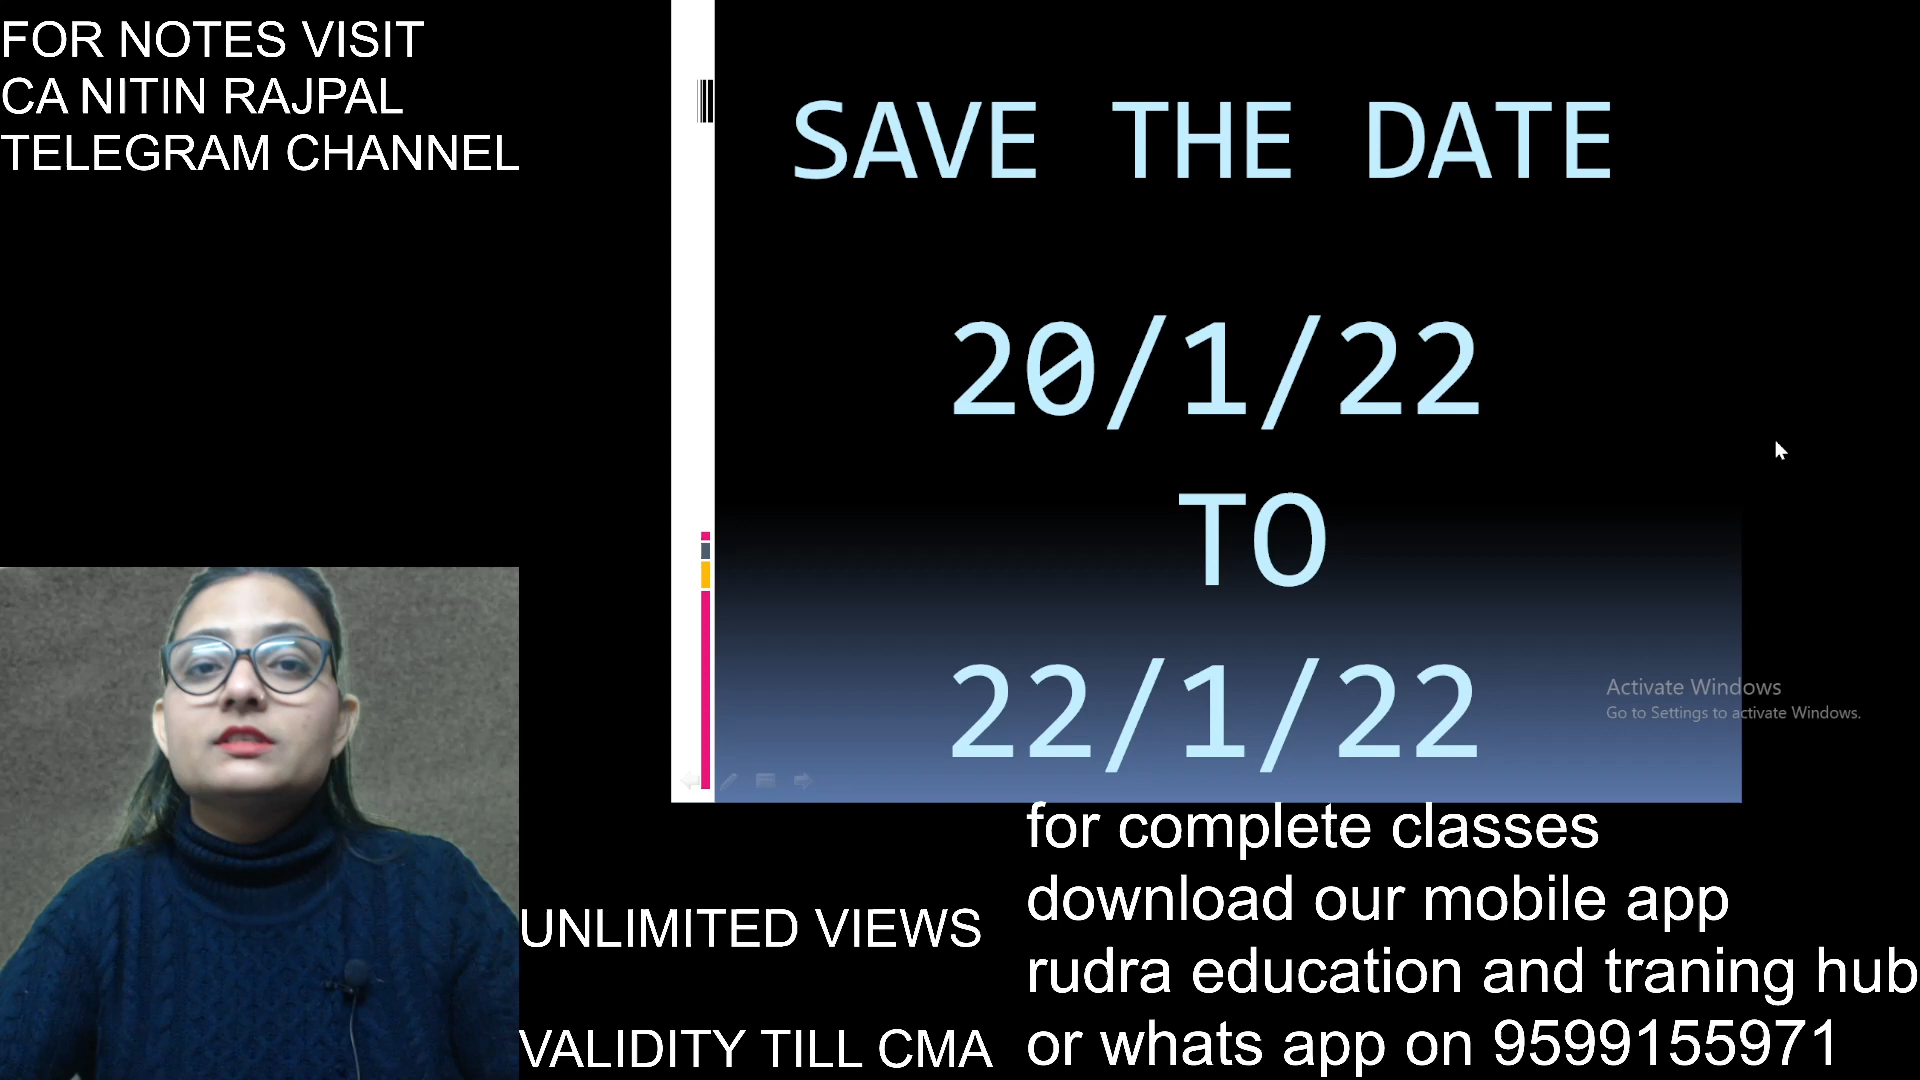 FOR NOTES VISIT
CA NITIN RAJPAL
TELEGRAM CHANNEL
SAVE THE DATE
20/1/22
TO
22/1/22
Activate Windows
Go to Settings to activate Windows.
for complete classes
download our mobile app
rudra education and traning hub
or whats app on 9599155971
UNLIMITED VIEWS
VALIDITY TILL CMA